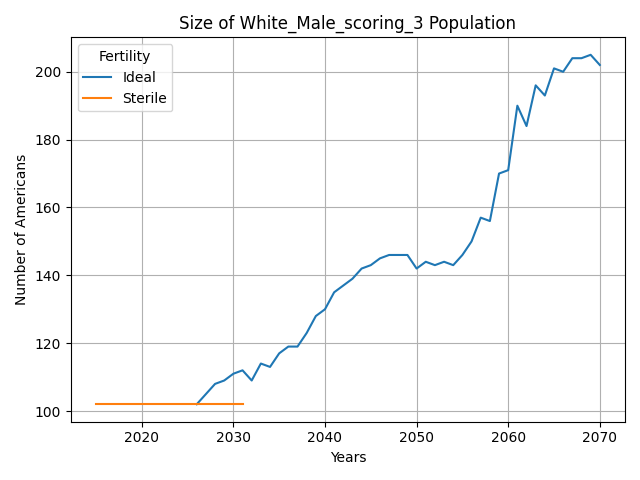 Size of White_Male_scoring_3 Population
Fertility
Ideal
Sterile
Number of Americans
200
180
160
140
120
100
2020 2030 2040 2050 2060 2070
Years